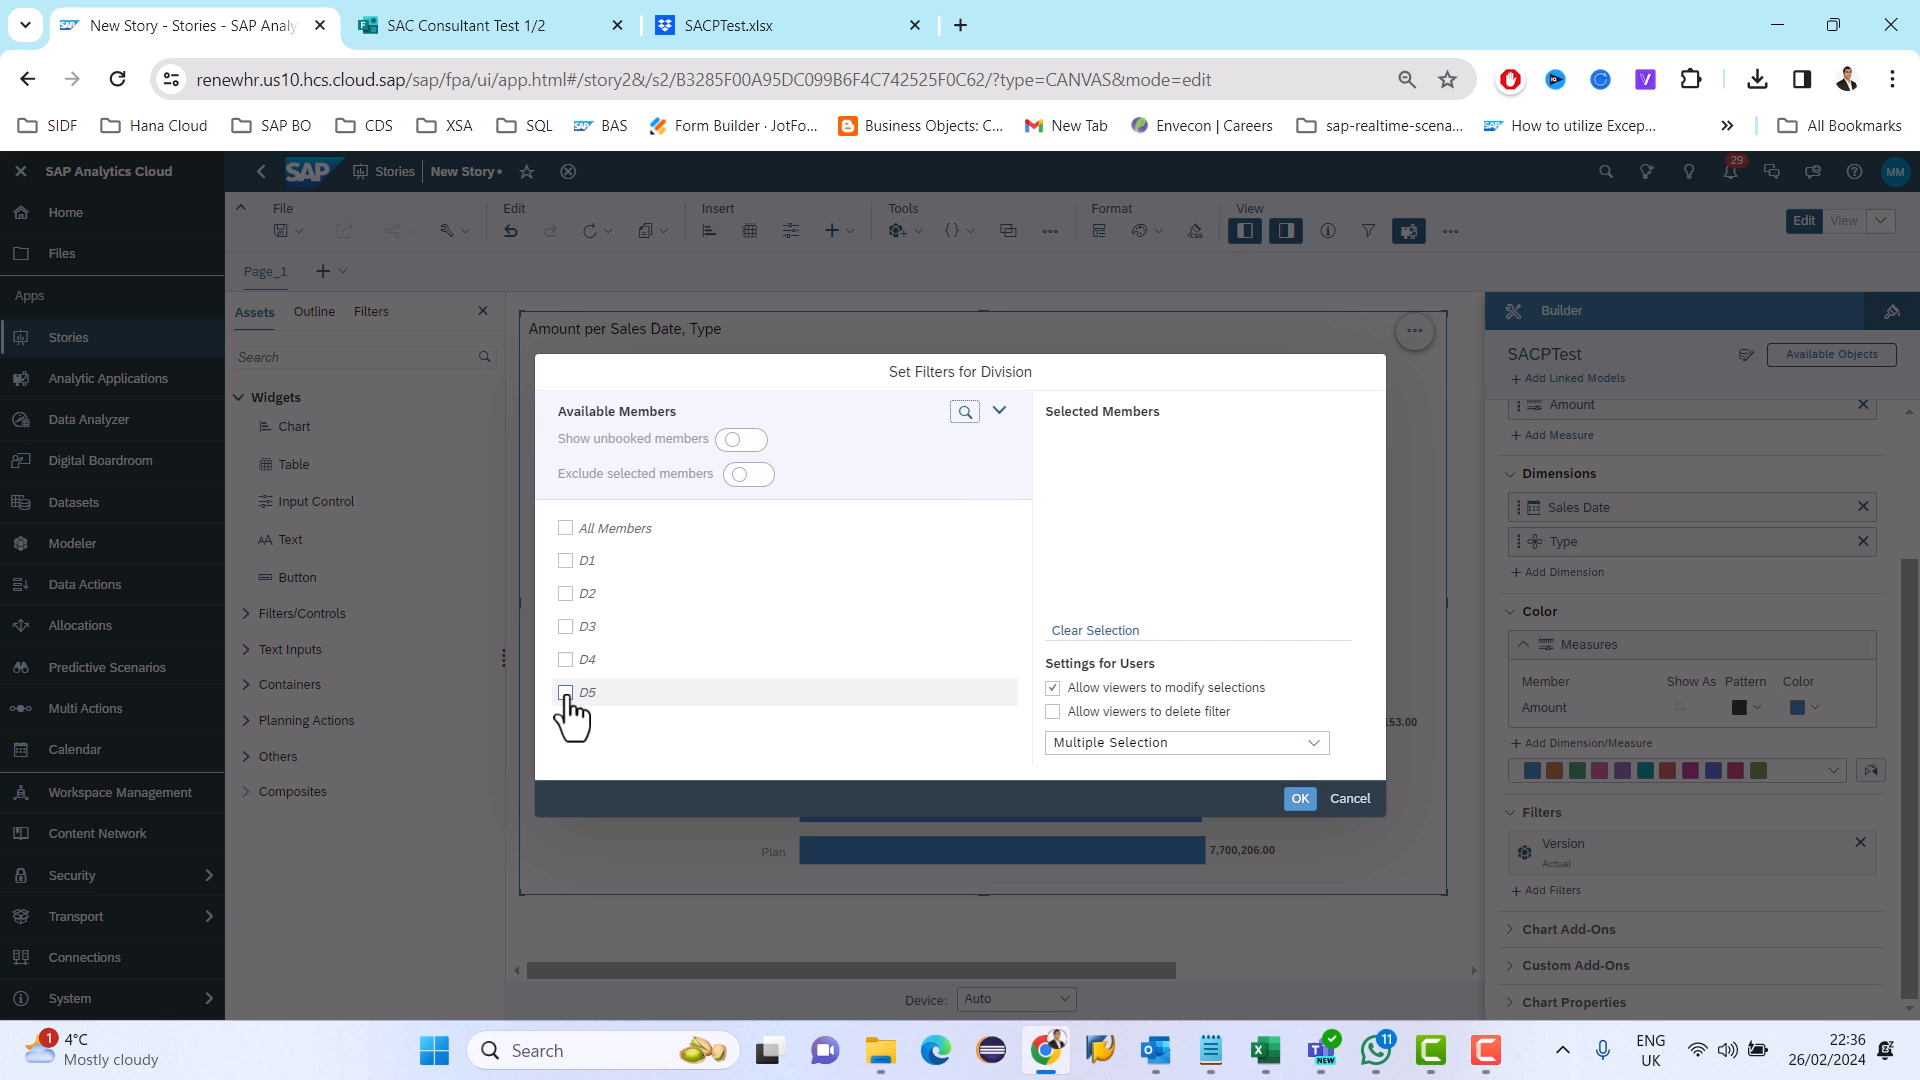 New Story - Stories - SAP Analy
SAC Consultant Test 1/2
SACPTest.xlsx
renewhr.us10.hcs.cloud.sap/sap/fpa/ui/app.html#/story2&/s2/B3285F00A95DC099B6F4C742525F0C62/?type=CANVAS&mode=edit
SIDF
Hana Cloud
SAP BO
CDS
XSA
SQL
BAS
Form Builder · JotFo...
Business Objects: C...
New Tab
Envecon | Careers
sap-realtime-scena...
How to utilize Excep...
All Bookmarks
SAP Analytics Cloud
SAP
Stories
New Story*
29
MM
Home
Files
Apps
Stories
Analytic Applications
Data Analyzer
Digital Boardroom
Datasets
Modeler
Data Actions
Allocations
Predictive Scenarios
Multi Actions
Calendar
Workspace Management
Content Network
Security
Transport
Connections
System
File
Edit
Insert
Tools
Format
View
Edit
View
Page_1
Assets
Outline
Filters
Search
Widgets
Chart
Table
Input Control
Text
Button
Filters/Controls
Text Inputs
Containers
Planning Actions
Others
Composites
Amount per Sales Date, Type
Set Filters for Division
Available Members
Show unbooked members
Exclude selected members
All Members
D1
D2
D3
D4
D5
Selected Members
Clear Selection
Settings for Users
Allow viewers to modify selections
Allow viewers to delete filter
Multiple Selection
OK
Cancel
153.00
Plan
7,700,206.00
Device:
Auto
Builder
SACPTest
Available Objects
+ Add Linked Models
Amount
+ Add Measure
Dimensions
Sales Date
Type
+ Add Dimension
Color
Measures
Member
Show As
Pattern
Color
Amount
+ Add Dimension/Measure
Filters
Version
Actual
+ Add Filters
Chart Add-Ons
Custom Add-Ons
Chart Properties
1
4°C
Mostly cloudy
Search
NEW
11
ENG
UK
22:36
26/02/2024